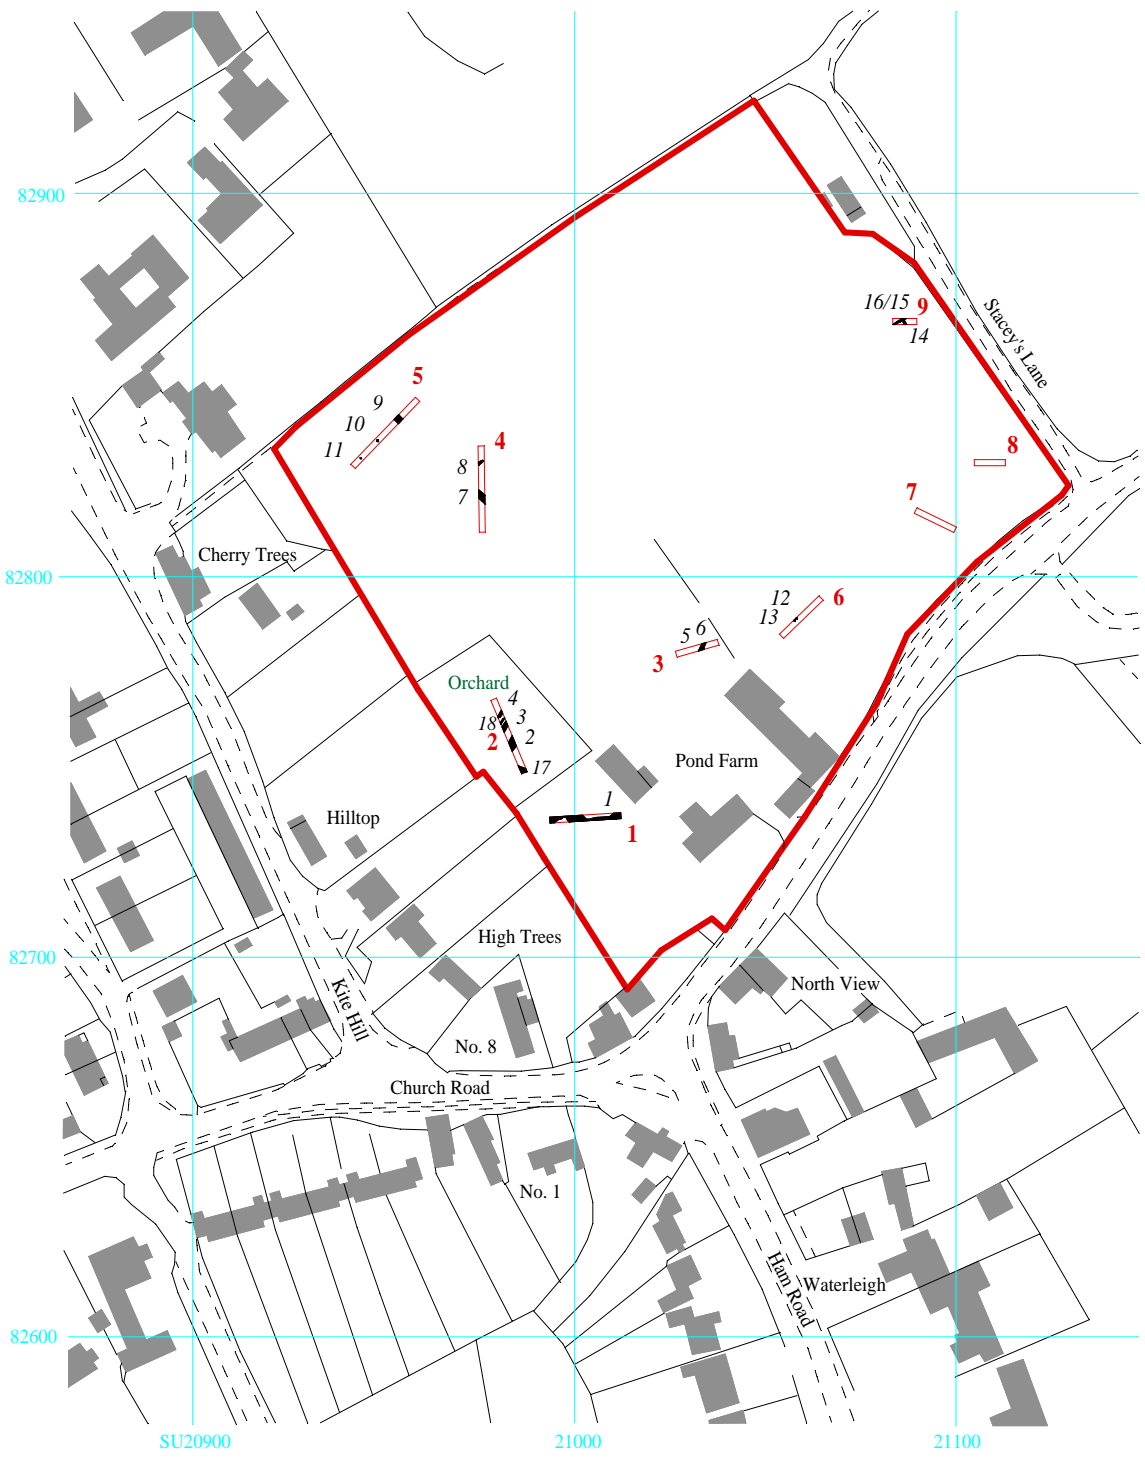 82900
16/15 9
14
Stacey's Lane
5
9
10
11
4
8
7
8
7
Cherry Trees
82800
12
13
6
6
5
3
Orchard
4
18
3
2
2
17
Pond Farm
1
1
Hilltop
High Trees
82700
North View
Kite Hill
No. 8
Church Road
No. 1
Ham Road
Waterleigh
82600
SU20900
21000
21100